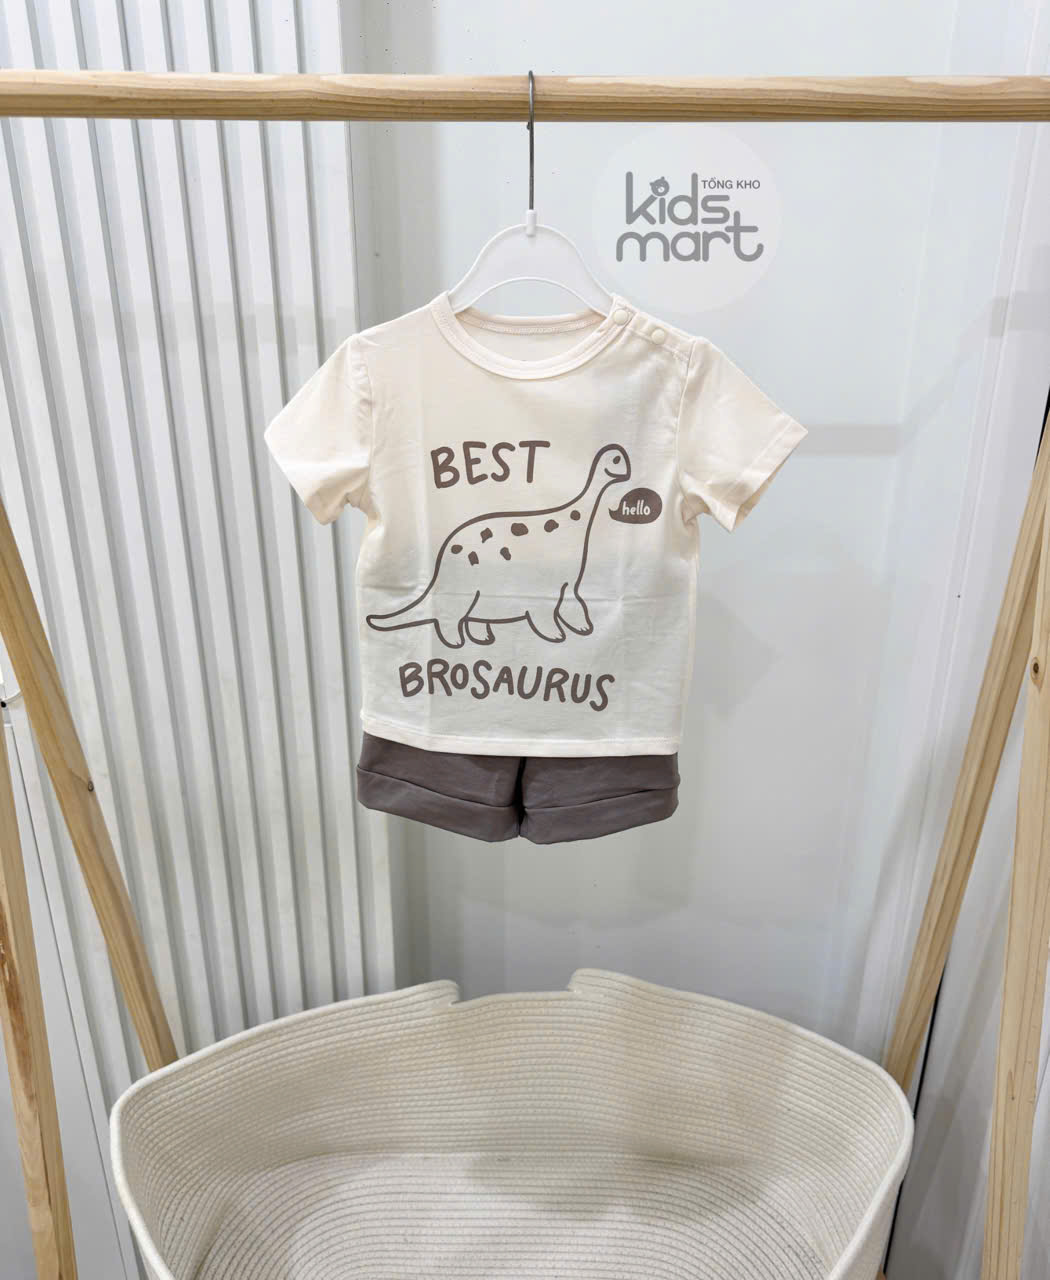 TỔNG KHO
kids
mart
BEST
hello
BROSAURUS